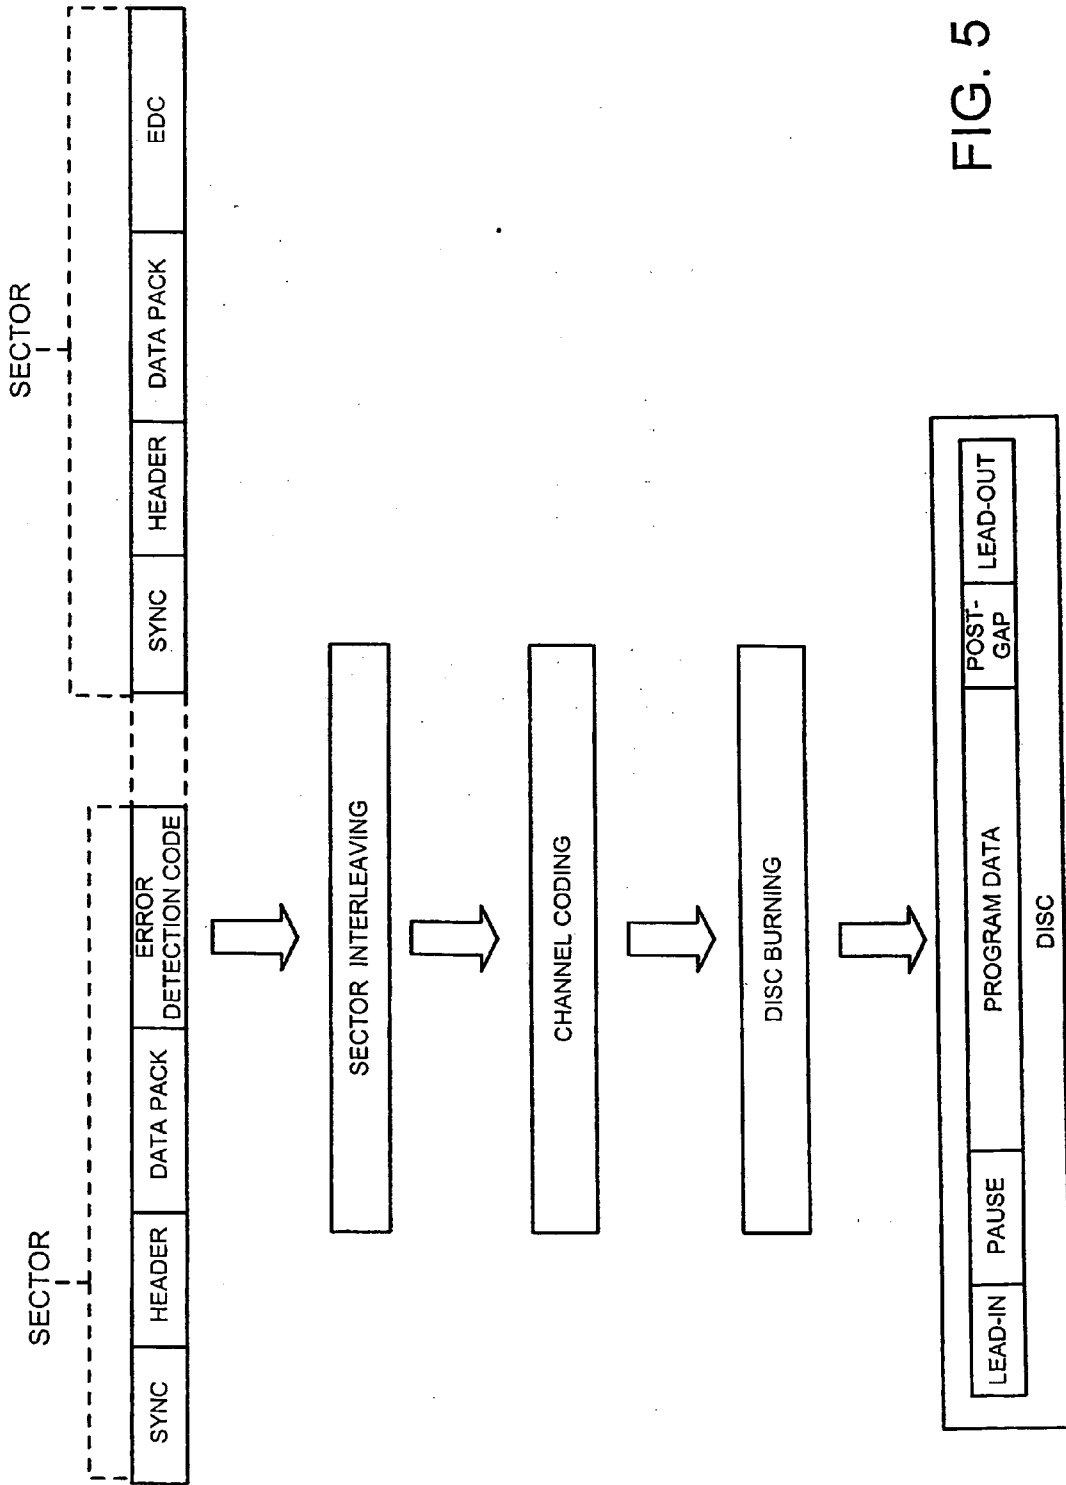 SECTOR
SECTOR
SYNC
HEADER
DATA PACK
ERROR
DETECTION CODE
SYNC
HEADER
DATA PACK
EDC
SECTOR INTERLEAVING
CHANNEL CODING
DISC BURNING
LEAD-IN
PAUSE
PROGRAM DATA
POST-
GAP
LEAD-OUT
DISC
FIG. 5